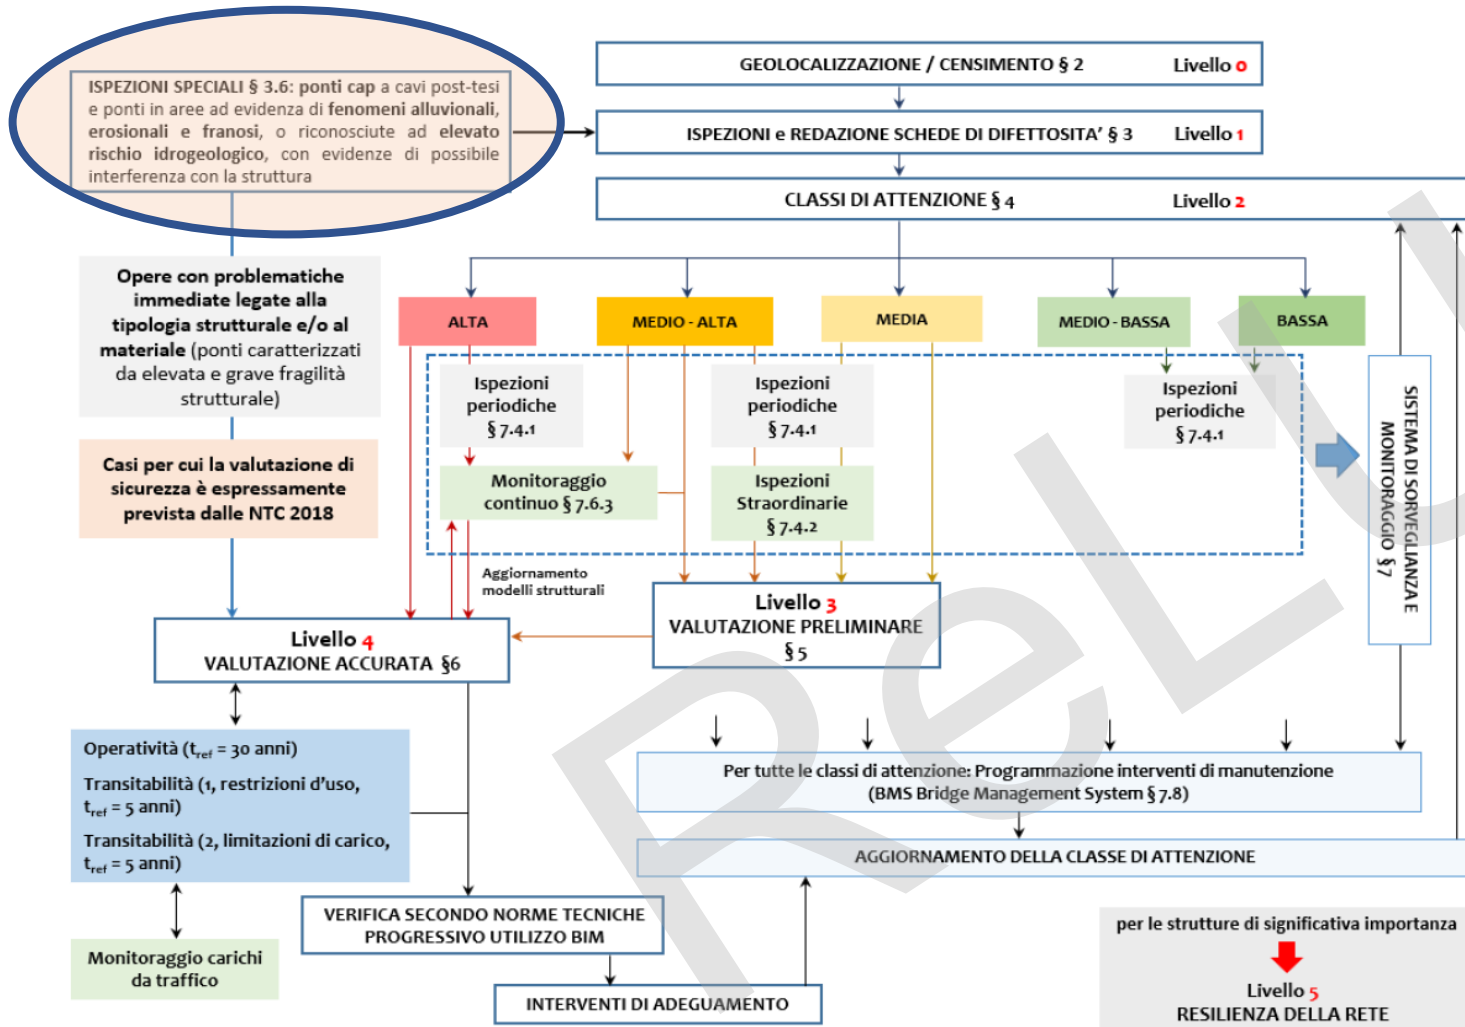 GEOLOCALIZZAZIONE / CENSIMENTO § 2 Livello 0
ISPEZIONI SPECIALI § 3.6: ponti cap a cavi post-tesi
e ponti in aree ad evidenza di fenomeni alluvionali,
erosionali e franosi, o riconosciute ad elevato
rischio idrogeologico, con evidenze di possibile
interferenza con la struttura
ISPEZIONI e REDAZIONE SCHEDE DI DIFETTOSITA' § 3 Livello 1
CLASSI DI ATTENZIONE § 4 Livello 2
Opere con problematiche
immediate legate alla
tipologia strutturale e/o al
materiale (ponti caratterizzati
da elevata e grave fragilità
strutturale)
ALTA
MEDIO - ALTA
MEDIA
MEDIO - BASSA
BASSA
Ispezioni
periodiche
§ 7.4.1
Ispezioni
periodiche
§ 7.4.1
Ispezioni
periodiche
§ 7.4.1
SISTEMA DI SORVEGLIANZA E
MONITORAGGIO §7
Casi per cui la valutazione di
sicurezza è espressamente
prevista dalle NTC 2018
Monitoraggio
continuo § 7.6.3
Ispezioni
Straordinarie
§ 7.4.2
Aggiornamento
modelli strutturali
Livello 3
VALUTAZIONE PRELIMINARE
§ 5
Livello 4
VALUTAZIONE ACCURATA §6
Operatività (tref = 30 anni)
Transitabilità (1, restrizioni d'uso,
tref = 5 anni)
Transitabilità (2, limitazioni di carico,
tref = 5 anni)
Per tutte le classi di attenzione: Programmazione interventi di manutenzione
(BMS Bridge Management System § 7.8)
AGGIORNAMENTO DELLA CLASSE DI ATTENZIONE
VERIFICA SECONDO NORME TECNICHE
PROGRESSIVO UTILIZZO BIM
Monitoraggio carichi
da traffico
INTERVENTI DI ADEGUAMENTO
per le strutture di significativa importanza
Livello 5
RESILIENZA DELLA RETE
ReLU